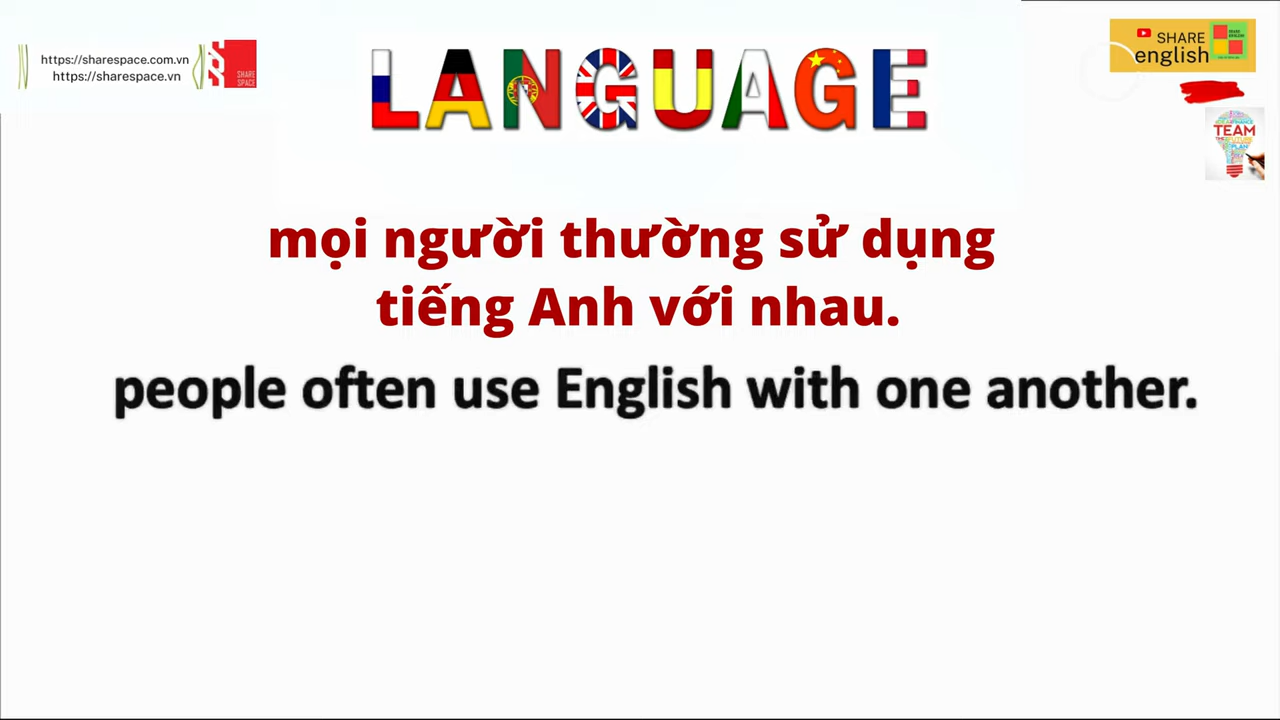 https://sharespace.com.vn
https://sharespace.vn
SHARE
SPACE
LANGUAGE
SHARE
english
TEAM
PLAN
mọi người thường sử dụng
tiếng Anh với nhau.
people often use English with one another.